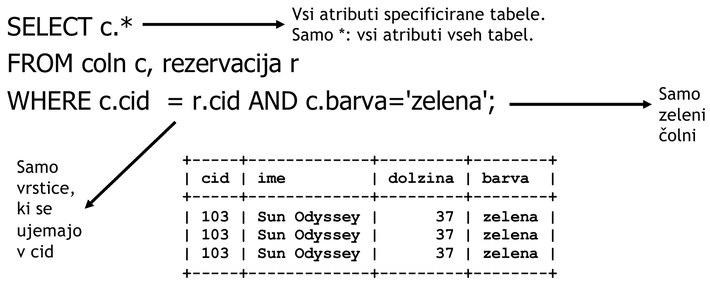 SELECT c.*
Vsi atributi specificirane tabele.
Samo *: vsi atributi vseh tabel.
FROM coln c, rezervacija r
WHERE c.cid = r.cid AND c.barva='zelena';
Samo
zeleni
čolni
Samo
vrstice,
ki se
ujemajo
v cid
+-----+-------------+----------+--------+
| cid | ime | dolzina | barva |
+-----+-------------+----------+--------+
| 103 | Sun Odyssey | 37 | zelena |
| 103 | Sun Odyssey | 37 | zelena |
| 103 | Sun Odyssey | 37 | zelena |
+-----+-------------+----------+--------+